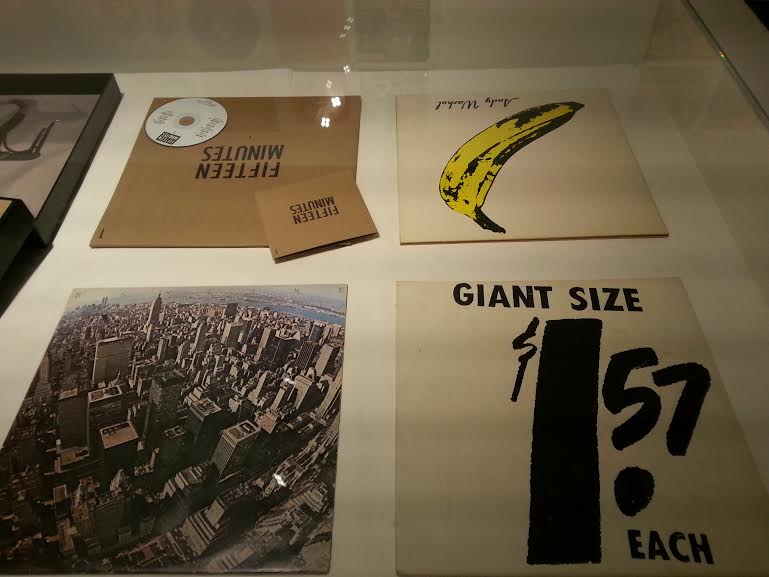 FIFTEEN
MINUTES
FIFTEEN
MINUTES
Andy Warhol
GIANT SIZE
$1.57
EACH